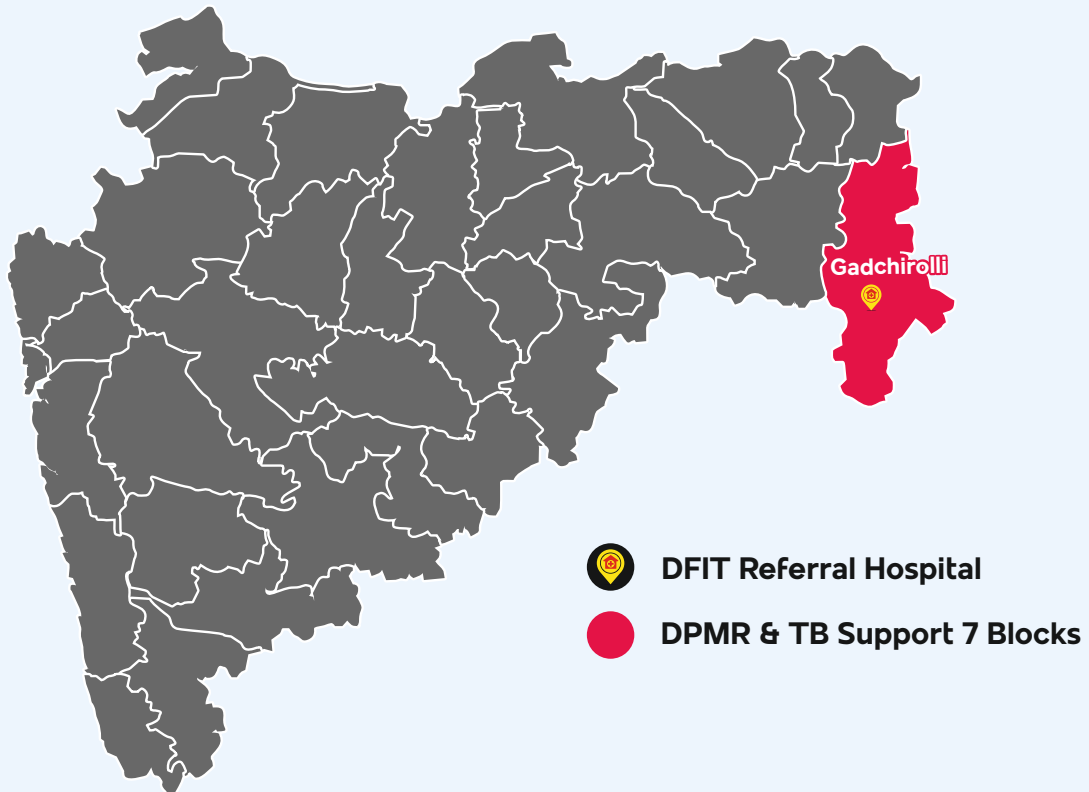 Gadchirolli
DFIT Referral Hospital
DPMR & TB Support 7 Blocks